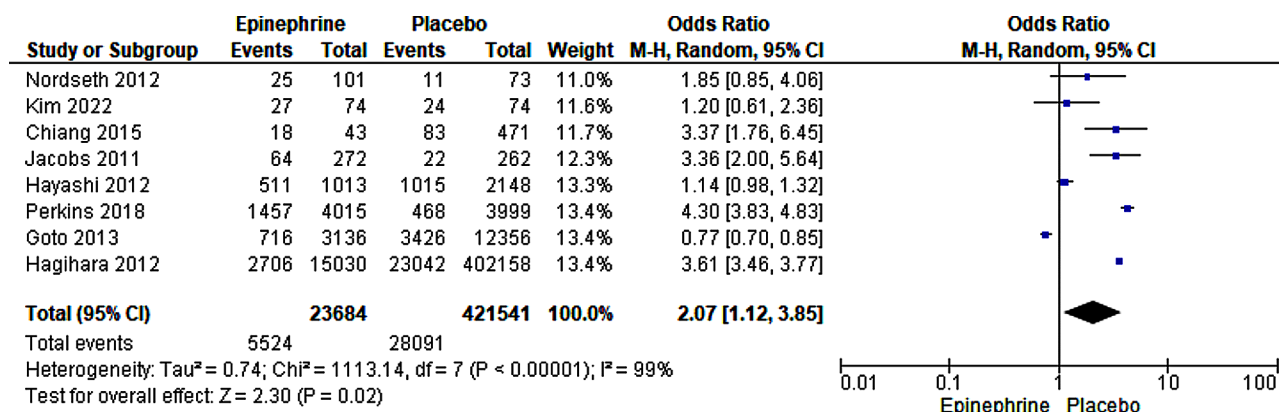 Epinephrine Placebo Odds Ratio Odds Ratio
Study or Subgroup Events Total Events Total Weight M-H, Random, 95% CI M-H, Random, 95% CI
Nordseth 2012 25 101 11 73 11.0% 1.85 [0.85, 4.06]
Kim 2022 27 74 24 74 11.6% 1.20 [0.61, 2.36]
Chiang 2015 18 43 83 471 11.7% 3.37 [1.76, 6.45]
Jacobs 2011 64 272 22 262 12.3% 3.36 [2.00, 5.64]
Hayashi 2012 511 1013 1015 2148 13.3% 1.14 [0.98, 1.32]
Perkins 2018 1457 4015 468 3999 13.4% 4.30 [3.83, 4.83]
Goto 2013 716 3136 3426 12356 13.4% 0.77 [0.70, 0.85]
Hagihara 2012 2706 15030 23042 402158 13.4% 3.61 [3.46, 3.77]
Total (95% CI) 23684 421541 100.0% 2.07 [1.12, 3.85]
Total events 5524 28091
Heterogeneity: Tau² = 0.74; Chi² = 1113.14, df = 7 (P < 0.00001); I² = 99%
Test for overall effect: Z = 2.30 (P = 0.02)
0.01 0.1 1 10 100
Epinephrine Placebo